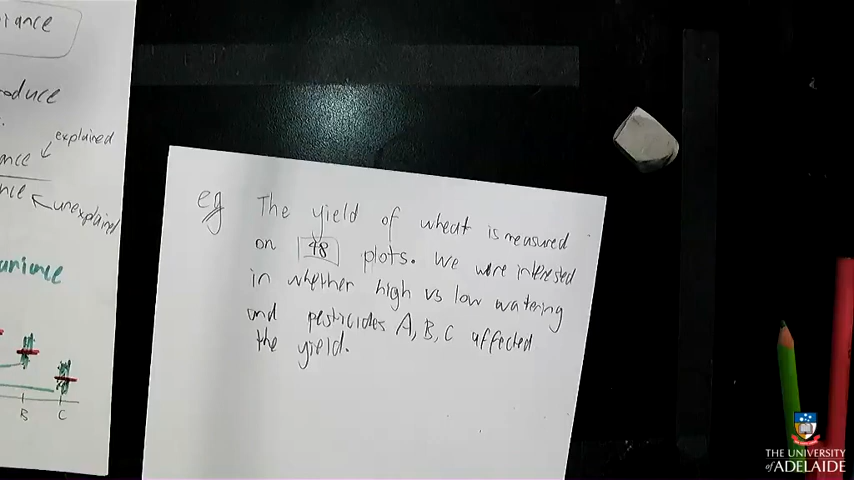 iance
oduce
explained
ance
nce
unexplained
ariance
B C
eg The yield of wheat is measured
on 48 plots. We were interested
in whether high vs low watering
and pesticides A, B, C affected
the yield.
THE UNIVERSITY
of ADELAIDE